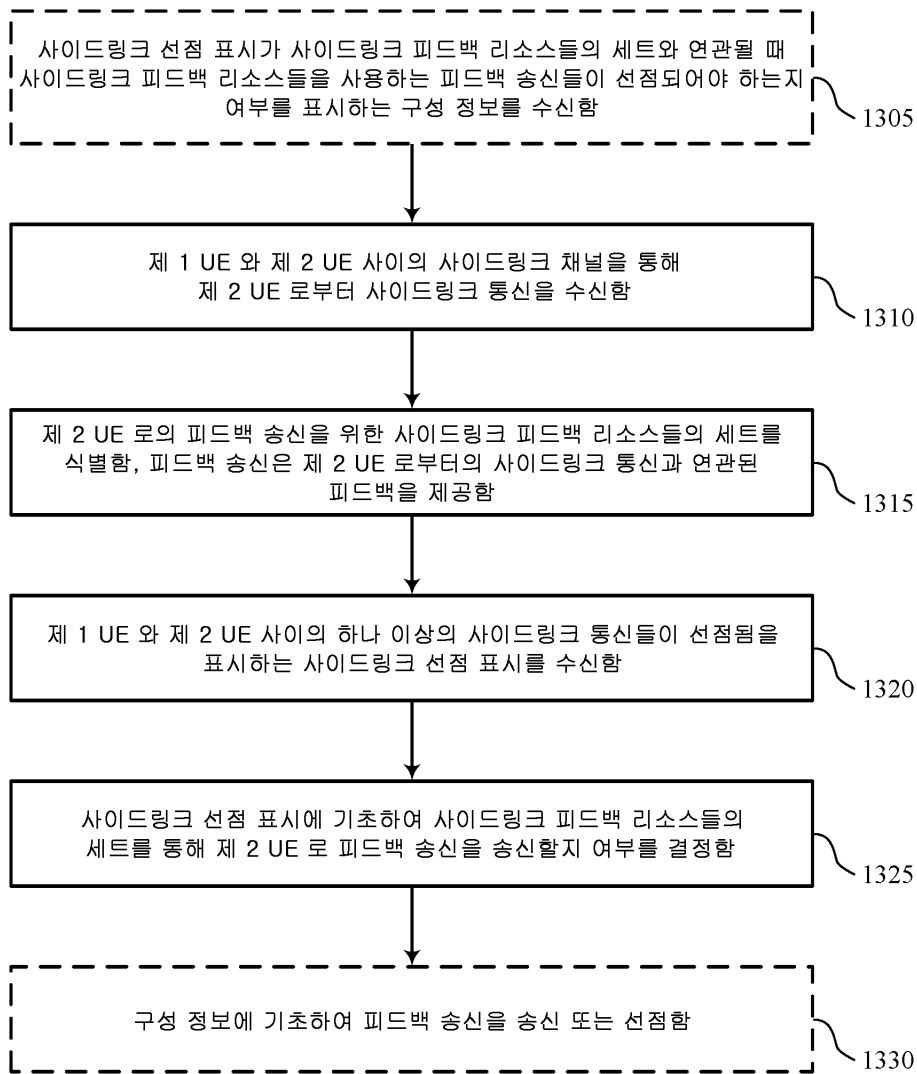 사이드링크 선점 표시가 사이드링크 피드백 리소스들의 세트와 연관될 때
사이드링크 피드백 리소스들을 사용하는 피드백 송신들이 선점되어야 하는지
여부를 표시하는 구성 정보를 수신함
1305
제 1 UE 와 제 2 UE 사이의 사이드링크 채널을 통해
제 2 UE 로부터 사이드링크 통신을 수신함
1310
제 2 UE 로의 피드백 송신을 위한 사이드링크 피드백 리소스들의 세트를
식별함, 피드백 송신은 제 2 UE 로부터의 사이드링크 통신과 연관된
피드백을 제공함
1315
제 1 UE 와 제 2 UE 사이의 하나 이상의 사이드링크 통신들이 선점됨을
표시하는 사이드링크 선점 표시를 수신함
1320
사이드링크 선점 표시에 기초하여 사이드링크 피드백 리소스들의
세트를 통해 제 2 UE 로 피드백 송신을 송신할지 여부를 결정함
1325
구성 정보에 기초하여 피드백 송신을 송신 또는 선점함
1330